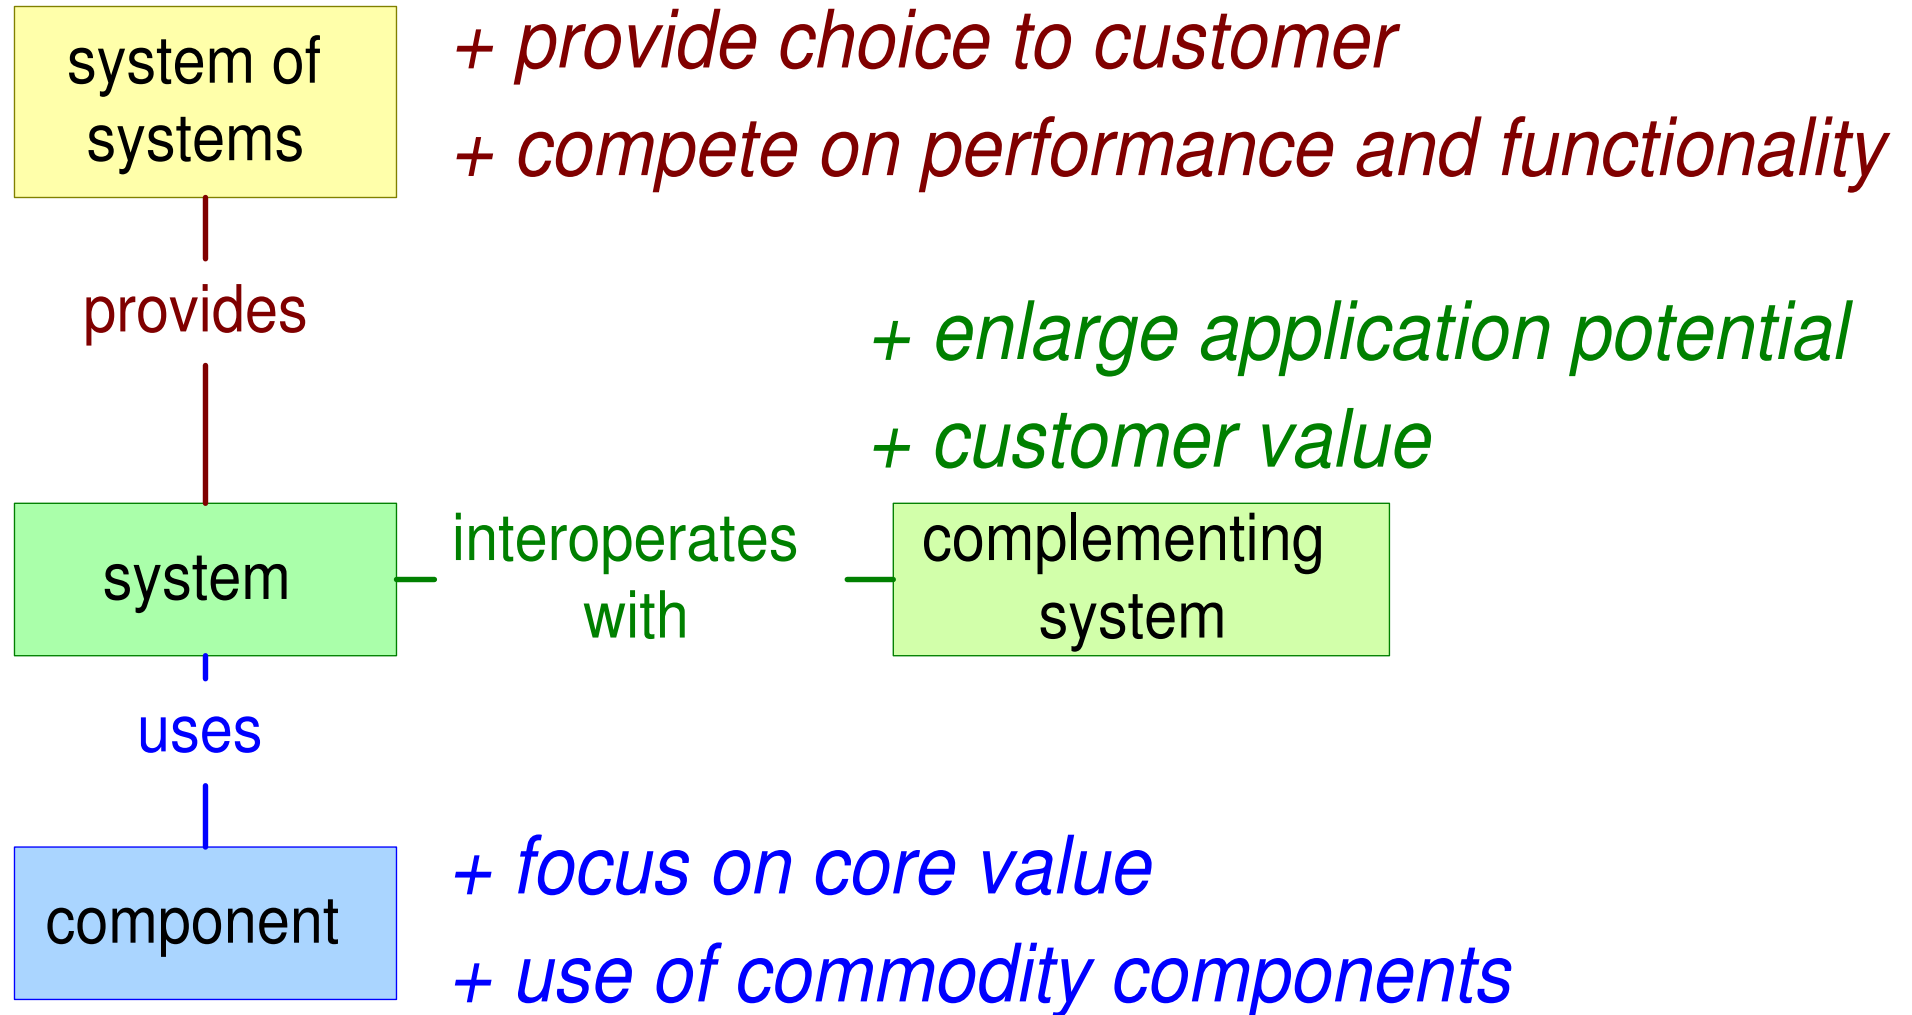 system of
systems
+ provide choice to customer
+ compete on performance and functionality
provides
+ enlarge application potential
+ customer value
system
interoperates
with
complementing
system
uses
component
+ focus on core value
+ use of commodity components